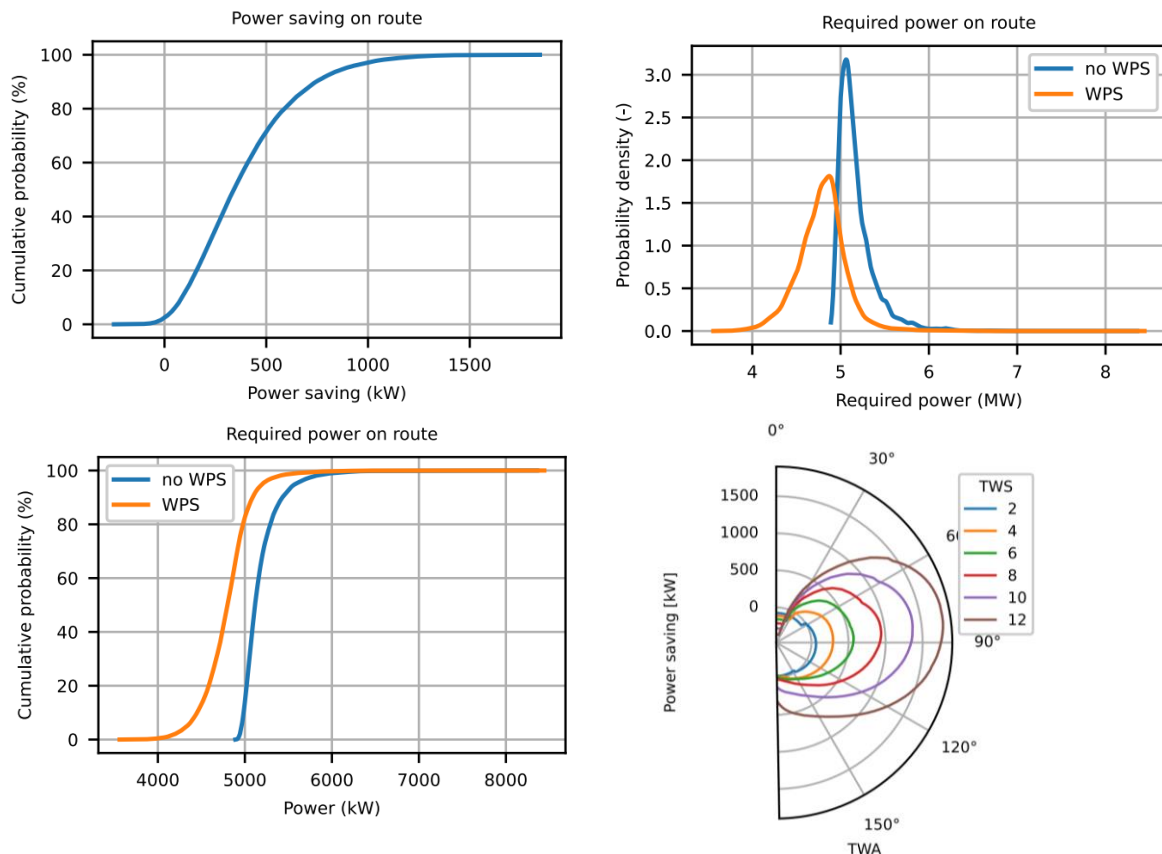 Power saving on route
Cumulative probability (%)
100
80
60
40
20
0
0 500 1000 1500
Power saving (kW)
Required power on route
Probability density (-)
3.0
2.5
2.0
1.5
1.0
0.5
0.0
no WPS
WPS
4 5 6 7 8
Required power (MW)
Required power on route
Cumulative probability (%)
100
80
60
40
20
0
no WPS
WPS
4000 5000 6000 7000 8000
Power (kW)
0°
30°
90°
120°
150°
1500
1000
500
0
Power saving [kW]
TWS
2
4
6
8
10
12
TWA